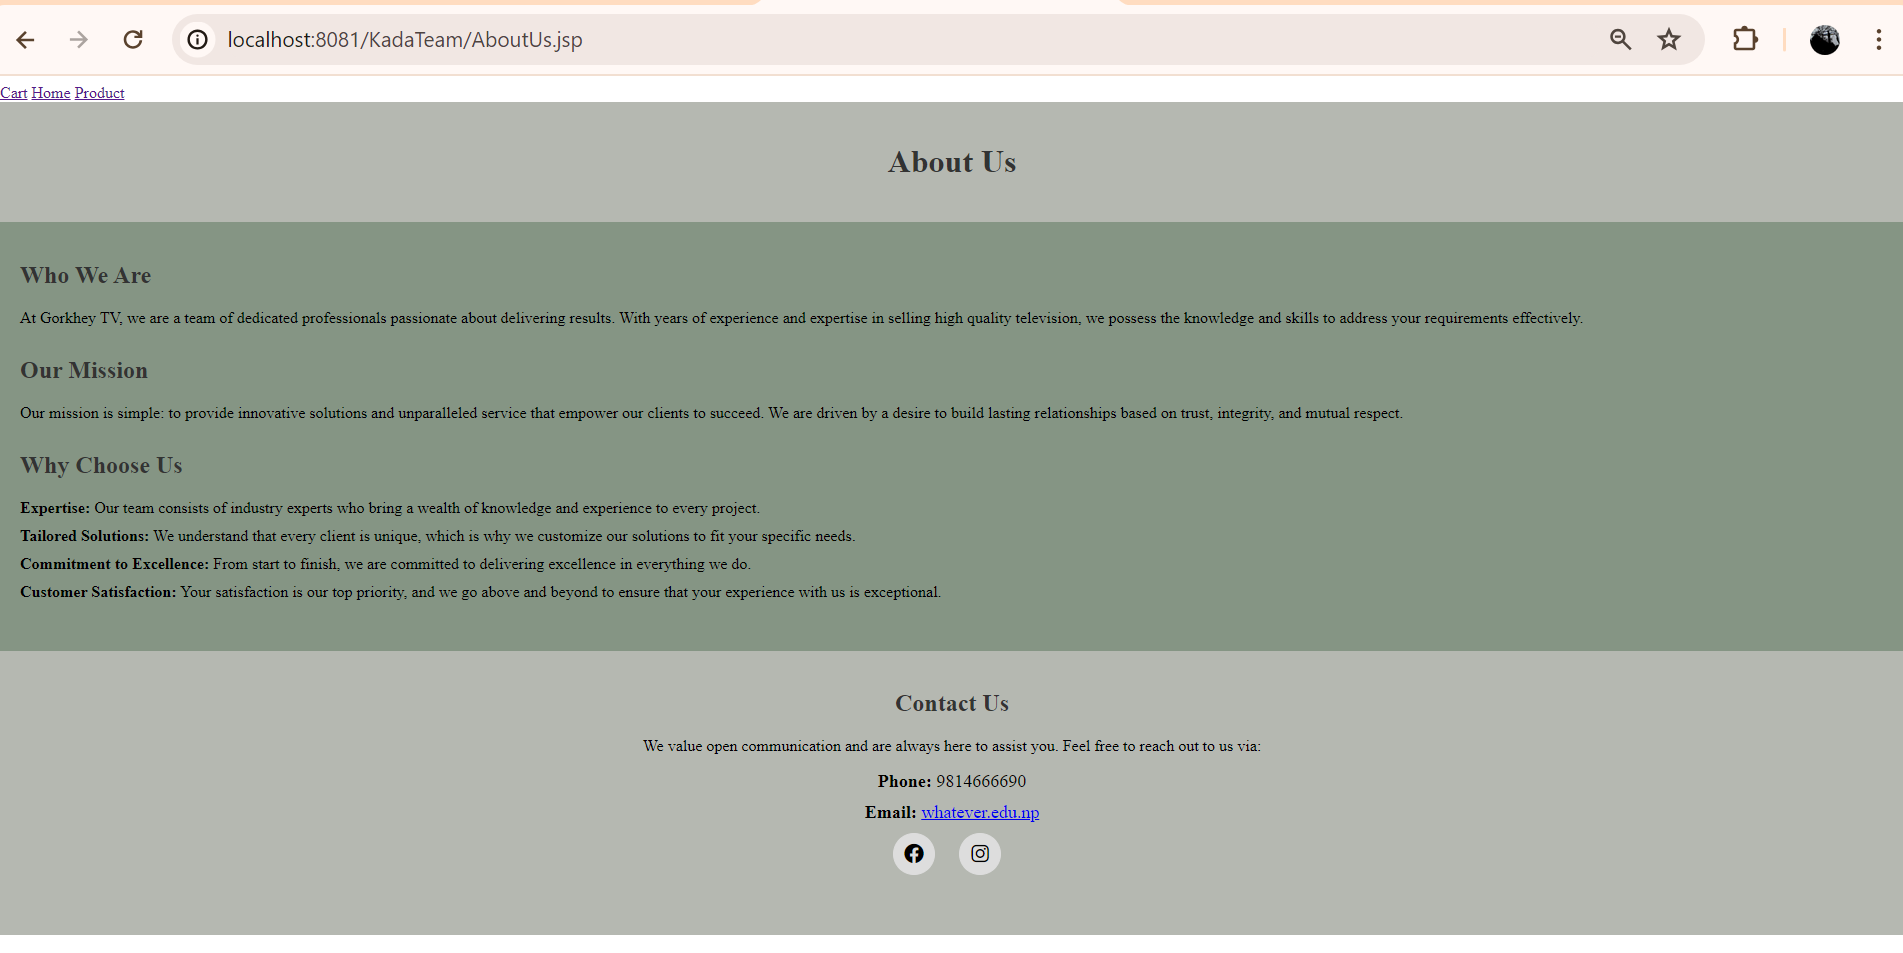 localhost:8081/KadaTeam/AboutUs.jsp
Cart Home Product
About Us
Who We Are
At Gorkhey TV, we are a team of dedicated professionals passionate about delivering results. With years of experience and expertise in selling high quality television, we possess the knowledge and skills to address your requirements effectively.
Our Mission
Our mission is simple: to provide innovative solutions and unparalleled service that empower our clients to succeed. We are driven by a desire to build lasting relationships based on trust, integrity, and mutual respect.
Why Choose Us
Expertise: Our team consists of industry experts who bring a wealth of knowledge and experience to every project.
Tailored Solutions: We understand that every client is unique, which is why we customize our solutions to fit your specific needs.
Commitment to Excellence: From start to finish, we are committed to delivering excellence in everything we do.
Customer Satisfaction: Your satisfaction is our top priority, and we go above and beyond to ensure that your experience with us is exceptional.
Contact Us
We value open communication and are always here to assist you. Feel free to reach out to us via:
Phone: 9814666690
Email: whatever.edu.np